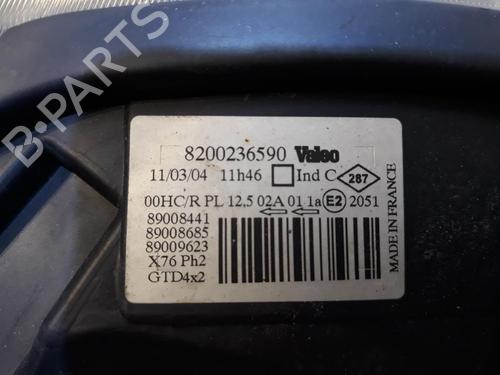 B-PARTS
8200236590 Valeo
11/03/04 11h46 Ind C 287
00HC/R PL 12,5 02A 01 1a E2 2051
89008441
89008685
89009623
X76 Ph2
GTD4x2
MADE IN FRANCE